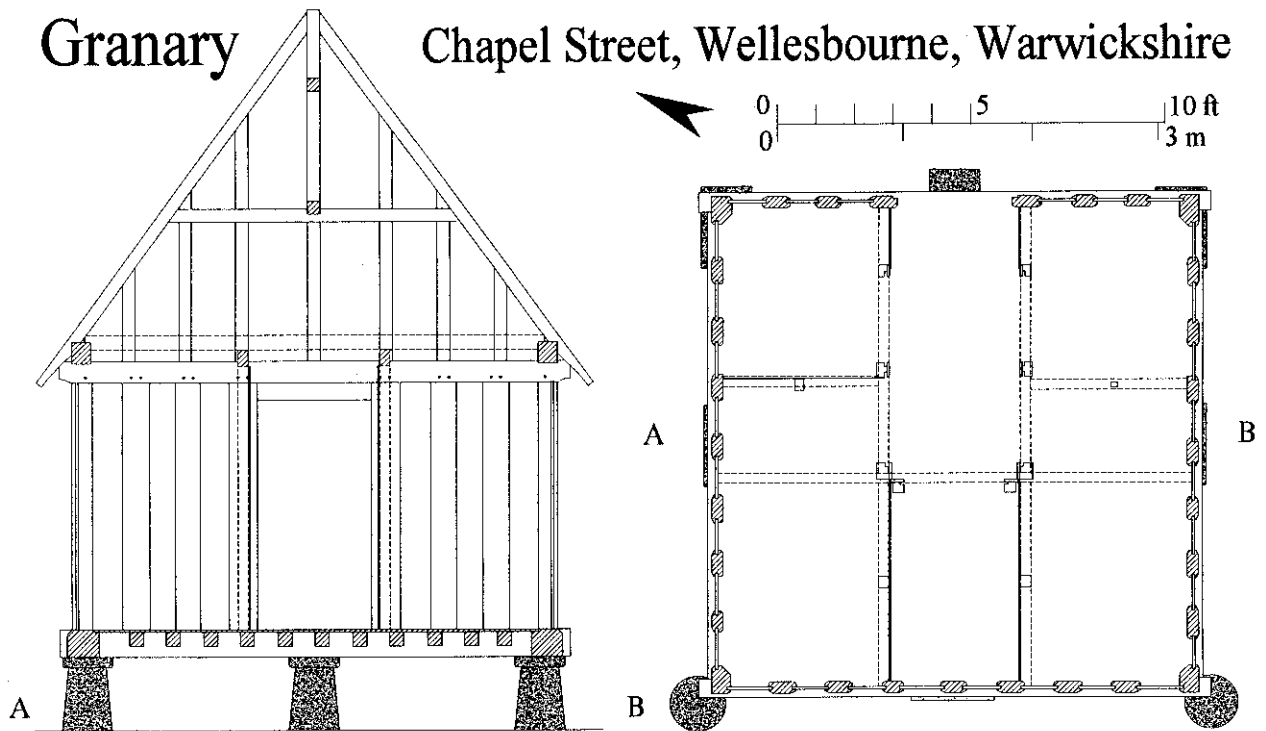 Granary
Chapel Street, Wellesbourne, Warwickshire
0 5 10 ft
0 3 m
A B
A B